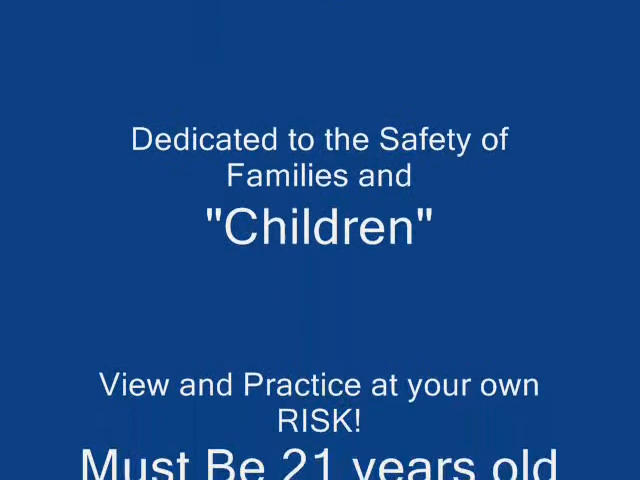 Dedicated to the Safety of
Families and
"Children"
View and Practice at your own
RISK!
Must Be 21 years old